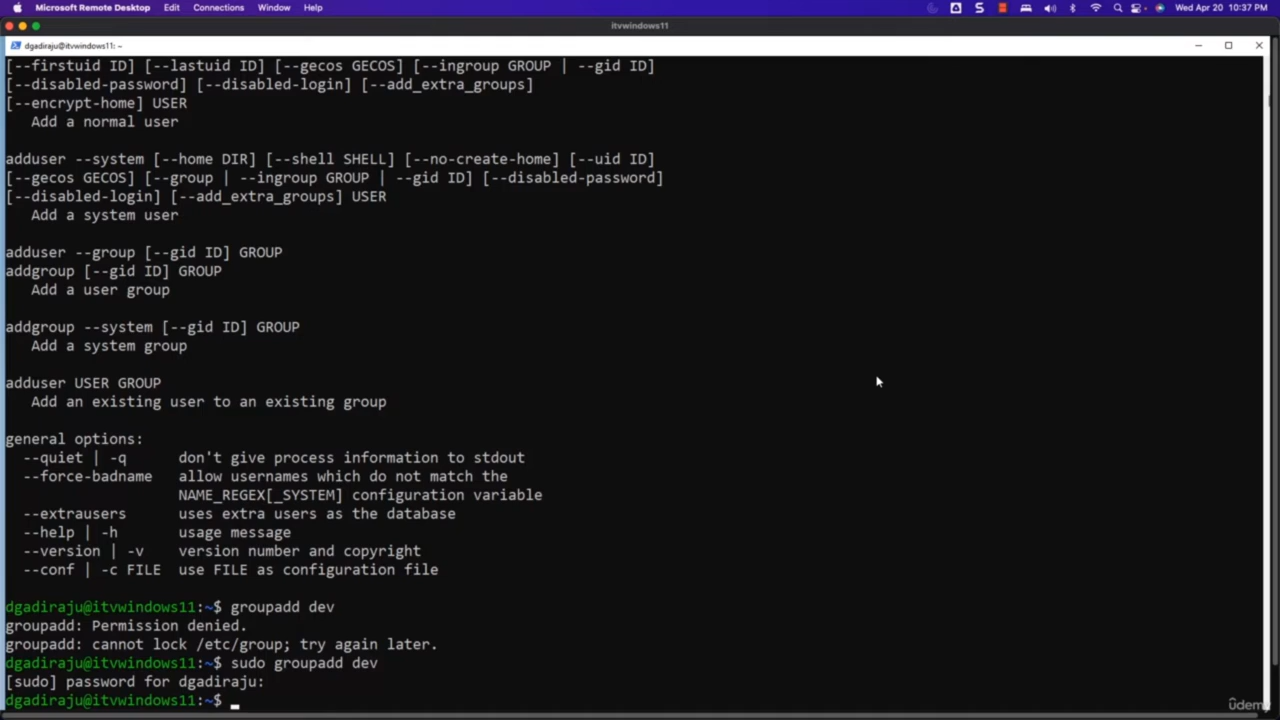 Microsoft Remote Desktop Edit Connections Window Help
Wed Apr 20 10:37 PM
itvwindows11
dgadiraju@itvwindows11: ~
[--firstuid ID] [--lastuid ID] [--gecos GECOS] [--ingroup GROUP | --gid ID]
[--disabled-password] [--disabled-login] [--add_extra_groups]
[--encrypt-home] USER
Add a normal user
adduser --system [--home DIR] [--shell SHELL] [--no-create-home] [--uid ID]
[--gecos GECOS] [--group | --ingroup GROUP | --gid ID] [--disabled-password]
[--disabled-login] [--add_extra_groups] USER
Add a system user
adduser --group [--gid ID] GROUP
addgroup [--gid ID] GROUP
Add a user group
addgroup --system [--gid ID] GROUP
Add a system group
adduser USER GROUP
Add an existing user to an existing group
general options:
--quiet | -q don't give process information to stdout
--force-badname allow usernames which do not match the
NAME_REGEX[_SYSTEM] configuration variable
--extrausers uses extra users as the database
--help | -h usage message
--version | -v version number and copyright
--conf | -c FILE use FILE as configuration file
dgadiraju@itvwindows11:~$ groupadd dev
groupadd: Permission denied.
groupadd: cannot lock /etc/group; try again later.
dgadiraju@itvwindows11:~$ sudo groupadd dev
[sudo] password for dgadiraju:
dgadiraju@itvwindows11:~$
ûdemy